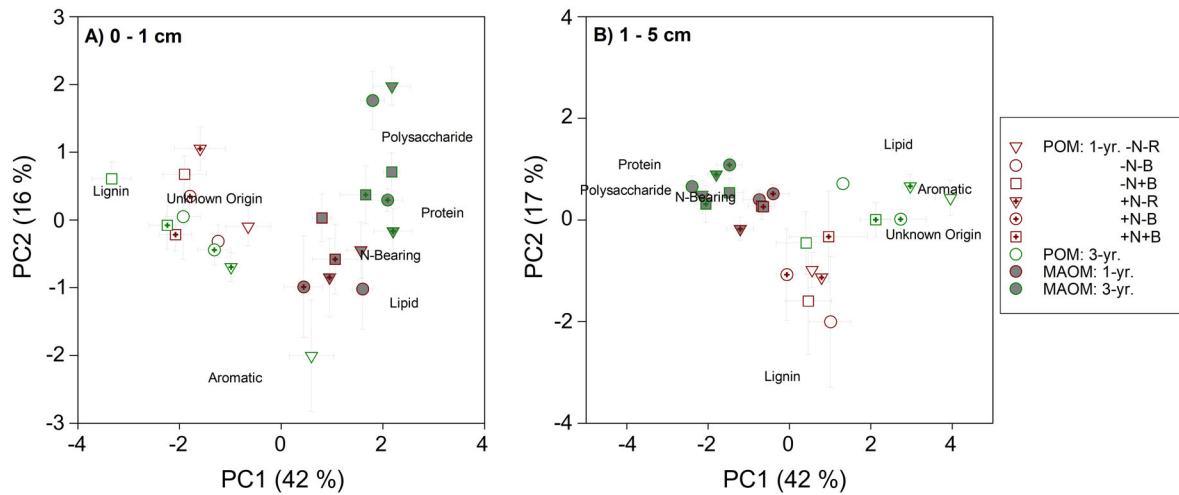 A) 0 - 1 cm
3
2
1
0
-1
-2
-3
PC2 (16 %)
Polysaccharide
Lignin
Unknown Origin
Protein
N-Bearing
Lipid
Aromatic
-4
-2
0
2
4
PC1 (42 %)
B) 1 - 5 cm
4
2
0
-2
-4
PC2 (17 %)
Lipid
Protein
Polysaccharide
N-Bearing
Aromatic
Unknown Origin
Lignin
-4
-2
0
2
4
PC1 (42 %)
POM: 1-yr. -N-R
-N-B
-N+B
+N-R
+N-B
+N+B
POM: 3-yr.
MAOM: 1-yr.
MAOM: 3-yr.